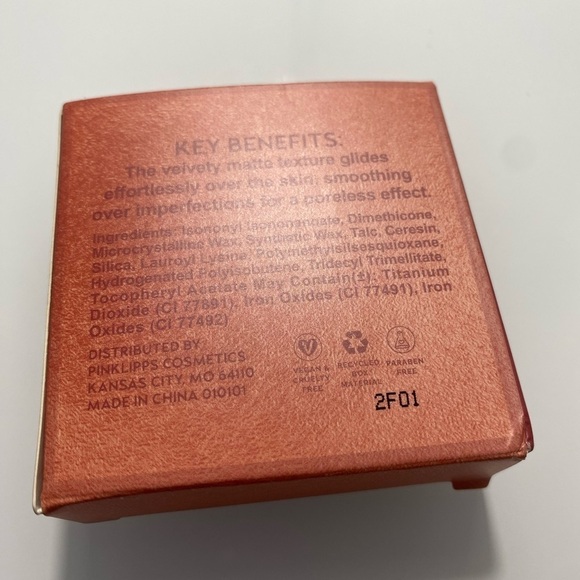 KEY BENEFITS:
The velvety matte texture glides
effortlessly over the skin, smoothing
over imperfections for a poreless effect.
Ingredients: Isononyl Isononanoate, Dimethicone,
Microcrystalline Wax, Synthetic Wax, Talc, Ceresin,
Silica, Lauroyl Lysine, Polymethylsilsesquioxane,
Hydrogenated Polyisobutene, Tridecyl Trimellitate,
Tocopheryl Acetate May Contain(±): Titanium
Dioxide (CI 77891), Iron Oxides (CI 77491), Iron
Oxides (CI 77492)
DISTRIBUTED BY
PINKLIPPS COSMETICS
KANSAS CITY, MO 64110
MADE IN CHINA 010101
VEGAN &
CRUELTY
FREE
RECYCLED
BOX
MATERIAL
PARABEN
FREE
2F01